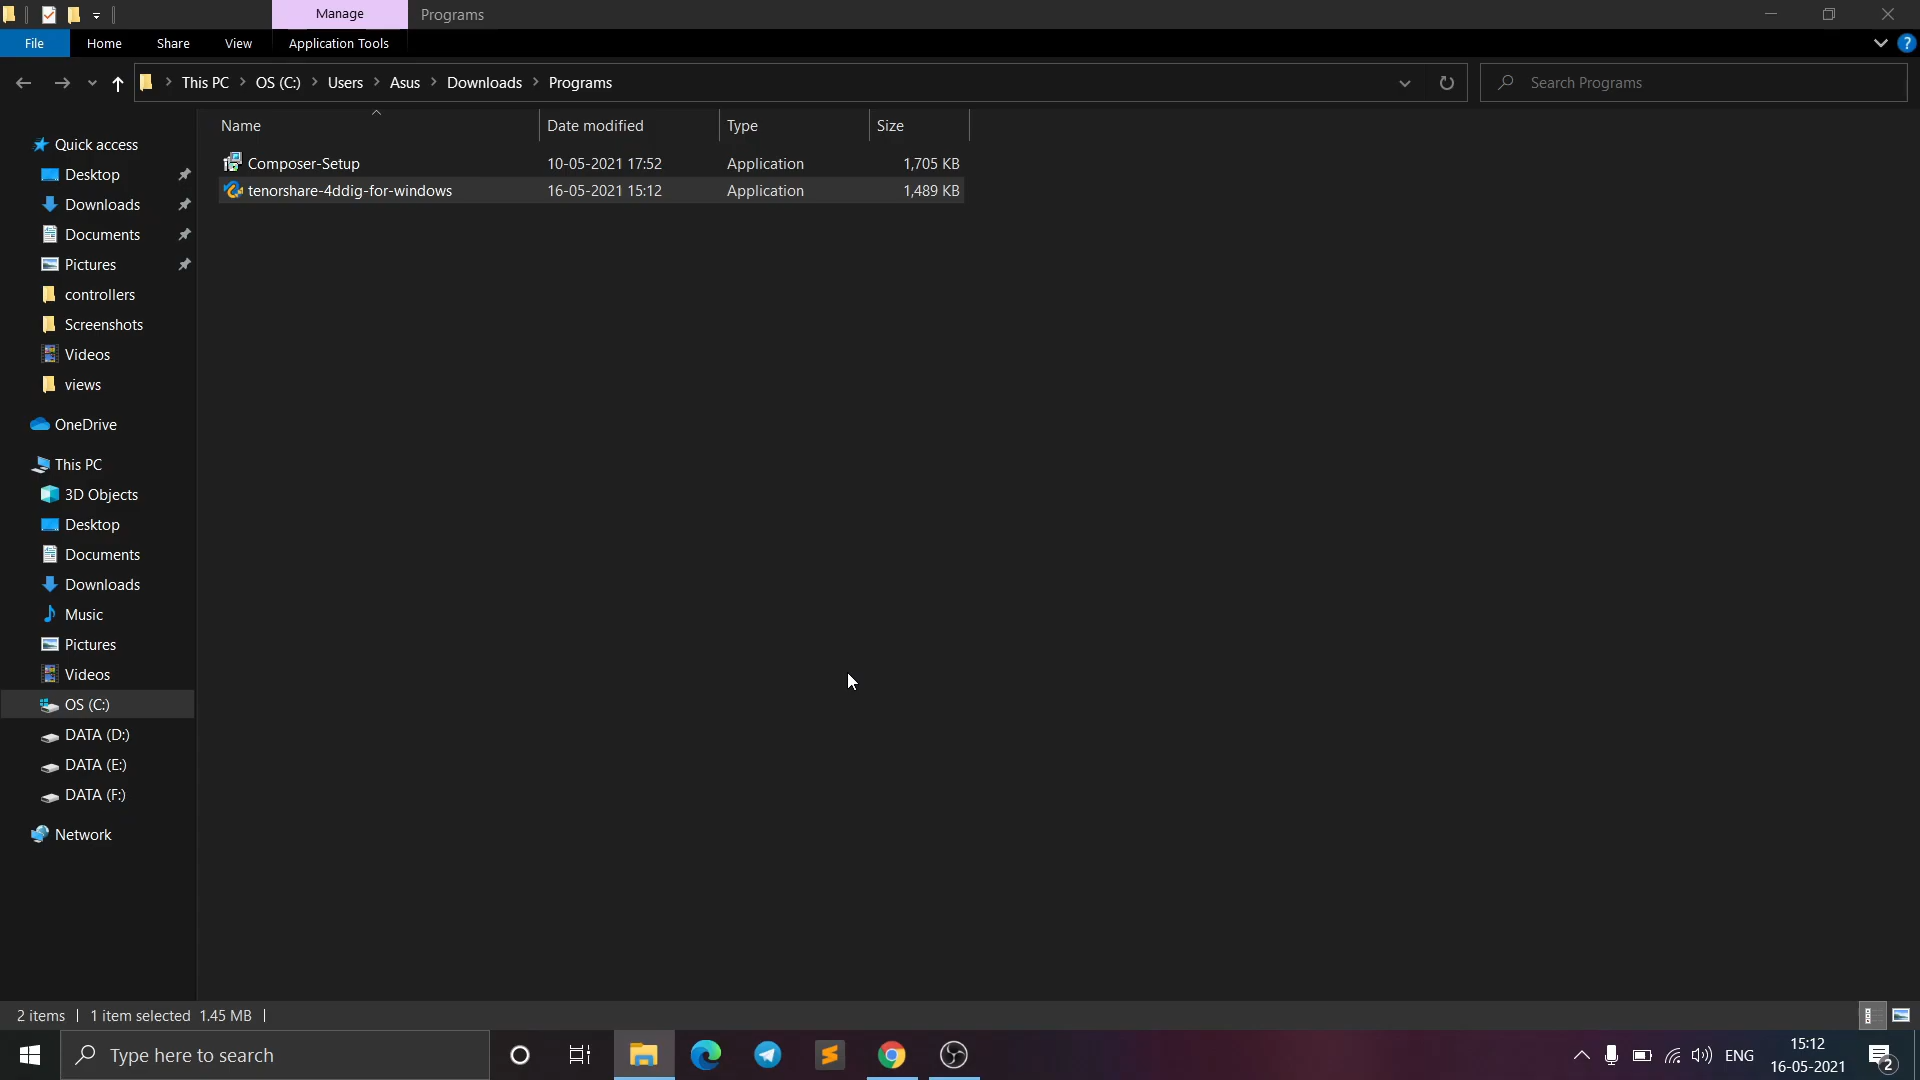 Manage
Programs
File
Home
Share
View
Application Tools
This PC
OS (C:)
Users
Asus
Downloads
Programs
Search Programs
Name
Date modified
Type
Size
Composer-Setup 10-05-2021 17:52 Application 1,705 KB
tenorshare-4ddig-for-windows 16-05-2021 15:12 Application 1,489 KB
Quick access
Desktop
Downloads
Documents
Pictures
controllers
Screenshots
Videos
views
OneDrive
This PC
3D Objects
Desktop
Documents
Downloads
Music
Pictures
Videos
OS (C:)
DATA (D:)
DATA (E:)
DATA (F:)
Network
2 items
1 item selected 1.45 MB
Type here to search
ENG
15:12
16-05-2021
2